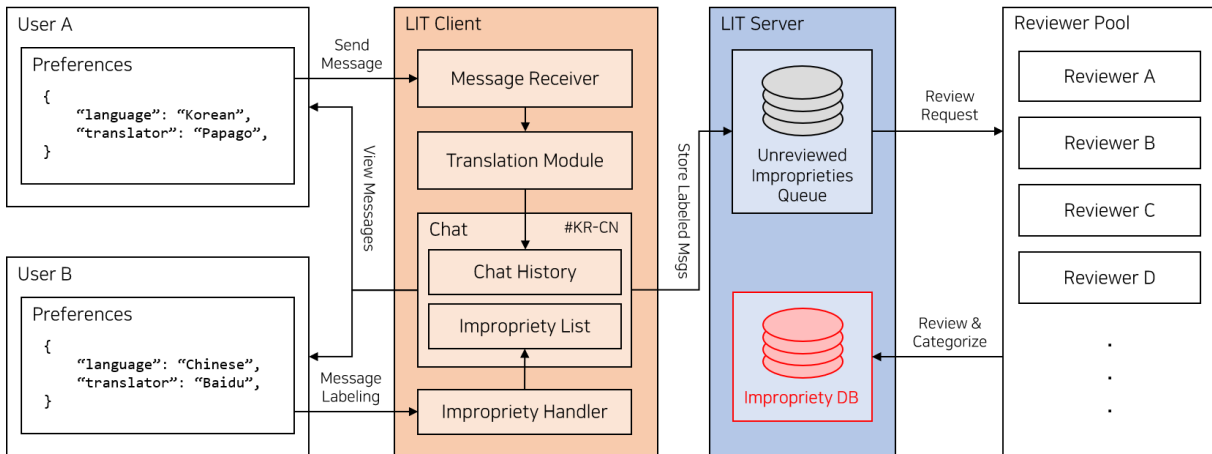 User A
Preferences
{
“language”: “Korean”,
“translator”: “Papago”,
}
User B
Preferences
{
“language”: “Chinese”,
“translator”: “Baidu”,
}
Send
Message
View Messages
Message
Labeling
LIT Client
Message Receiver
Translation Module
Chat
#KR-CN
Chat History
Impropriety List
Impropriety Handler
Store Labeled Msgs
LIT Server
Unreviewed
Improprieties
Queue
Impropriety DB
Review
Request
Review &
Categorize
Reviewer Pool
Reviewer A
Reviewer B
Reviewer C
Reviewer D
.
.
.